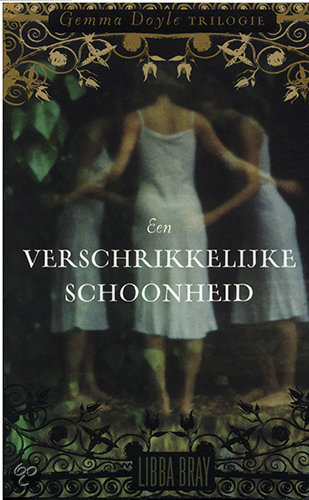 Gemma Doyle TRILOGIE
Een
VERSCHRIKKELIJKE
SCHOONHEID
LIBBA BRAY